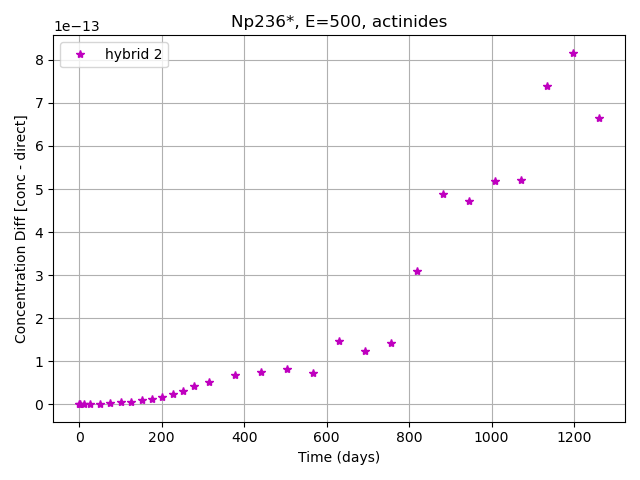 Np236*, E=500, actinides
1e−13
hybrid 2
8
7
6
5
4
3
2
1
0
Concentration Diff [conc - direct]
0 200 400 600 800 1000 1200
Time (days)